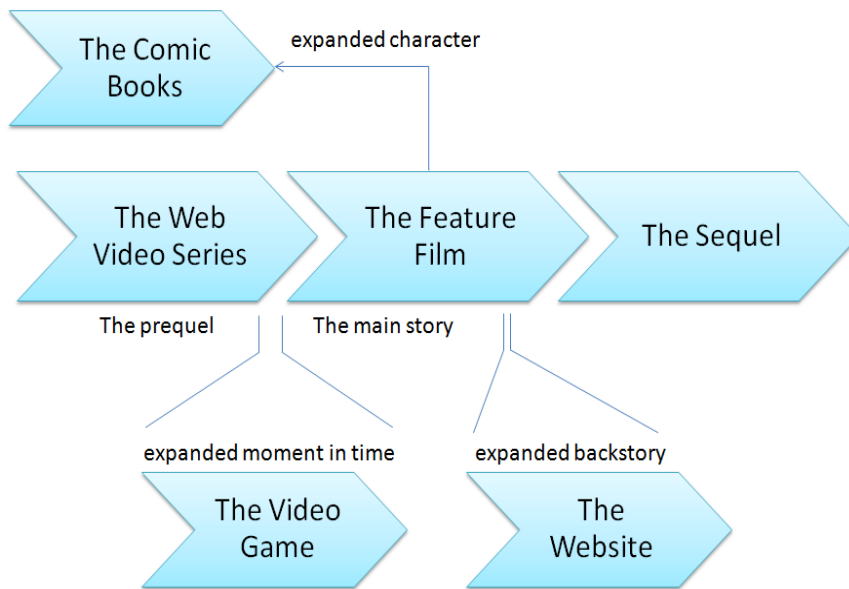 The Comic
Books
expanded character
The Web
Video Series
The Feature
Film
The Sequel
The prequel
The main story
expanded moment in time
expanded backstory
The Video
Game
The
Website